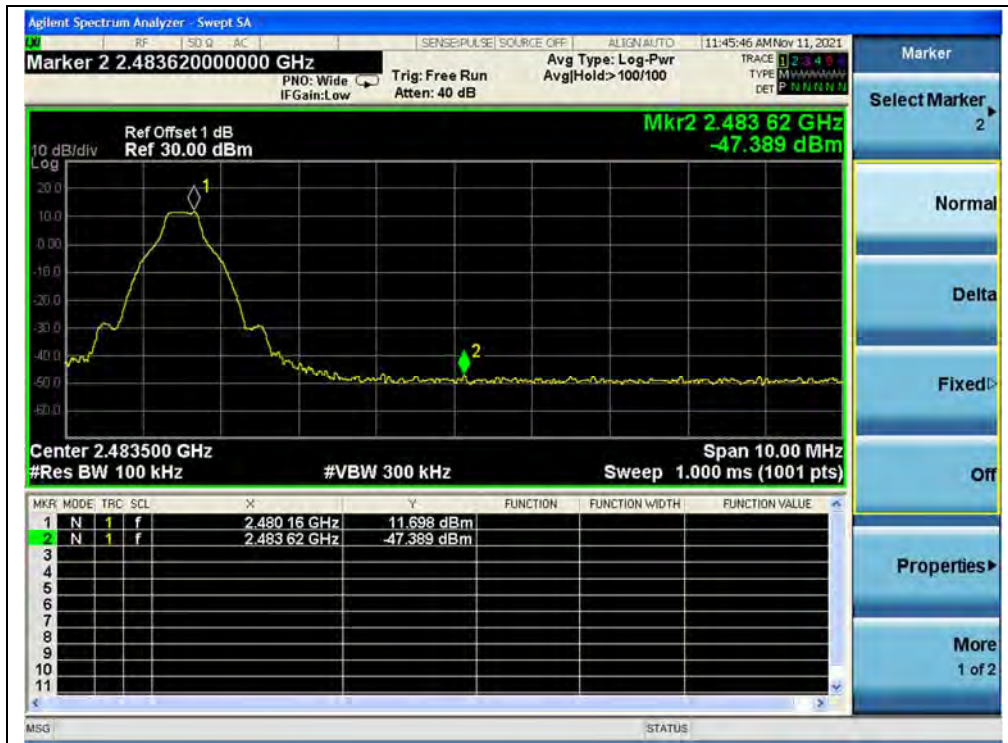 Agilent Spectrum Analyzer - Swept SA
RF 50 Ω AC SENSE:PULSE SOURCE OFF ALIGN AUTO 11:45:46 AM Nov 11, 2021
Marker 2 2.483620000000 GHz
PNO: Wide
IFGain:Low
Trig: Free Run
Atten: 40 dB
Avg Type: Log-Pwr
Avg|Hold:> 100/100
TRACE 1 2 3 4 5 6
TYPE M
DET P N N N N N
Mkr2 2.483 62 GHz
-47.389 dBm
Ref Offset 1 dB
10 dB/div Ref 30.00 dBm
Log
20.0
10.0
0.00
-10.0
-20.0
-30.0
-40.0
-50.0
-60.0
1
2
Center 2.483500 GHz Span 10.00 MHz
#Res BW 100 kHz #VBW 300 kHz Sweep 1.000 ms (1001 pts)
MKR MODE TRC SCL X Y FUNCTION FUNCTION WIDTH FUNCTION VALUE
1 N 1 f 2.480 16 GHz 11.698 dBm
2 N 1 f 2.483 62 GHz -47.389 dBm
3
4
5
6
7
8
9
10
11
MSG STATUS
Marker
Select Marker
2
Normal
Delta
Fixed
Off
Properties
More
1 of 2